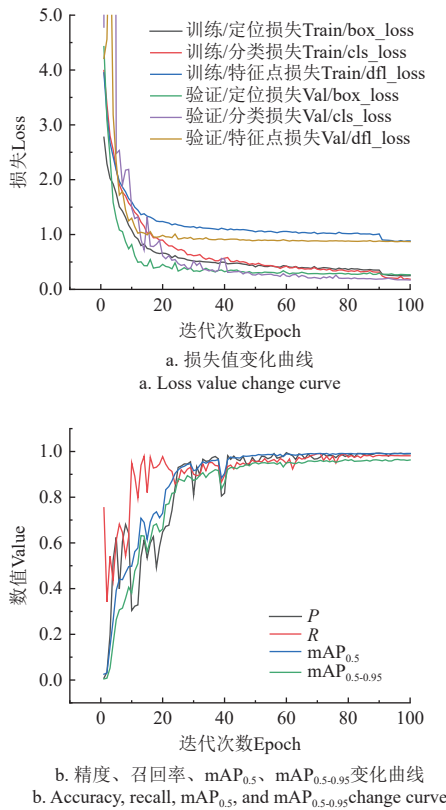 5.0
4.0
3.0
2.0
1.0
0.0
损失Loss
训练/定位损失Train/box_loss
训练/分类损失Train/cls_loss
训练/特征点损失Train/dfl_loss
验证/定位损失Val/box_loss
验证/分类损失Val/cls_loss
验证/特征点损失Val/dfl_loss
0 20 40 60 80 100
迭代次数Epoch
a. 损失值变化曲线
a. Loss value change curve
1.0
0.8
0.6
0.4
0.2
0.0
数值Value
P
R
mAP0.5
mAP0.5-0.95
0 20 40 60 80 100
迭代次数Epoch
b. 精度、召回率、mAP0.5、mAP0.5-0.95变化曲线
b. Accuracy, recall, mAP0.5, and mAP0.5-0.95change curve